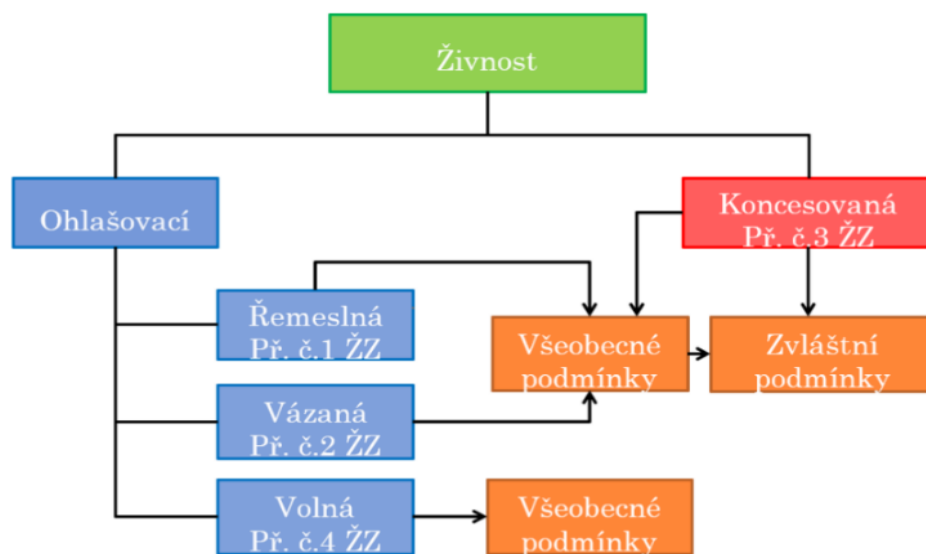 Živnost
Ohlašovací
Koncesovaná
Př. č.3 ŽZ
Řemeslná
Př. č.1 ŽZ
Všeobecné
podmínky
Zvláštní
podmínky
Vázaná
Př. č.2 ŽZ
Volná
Př. č.4 ŽZ
Všeobecné
podmínky